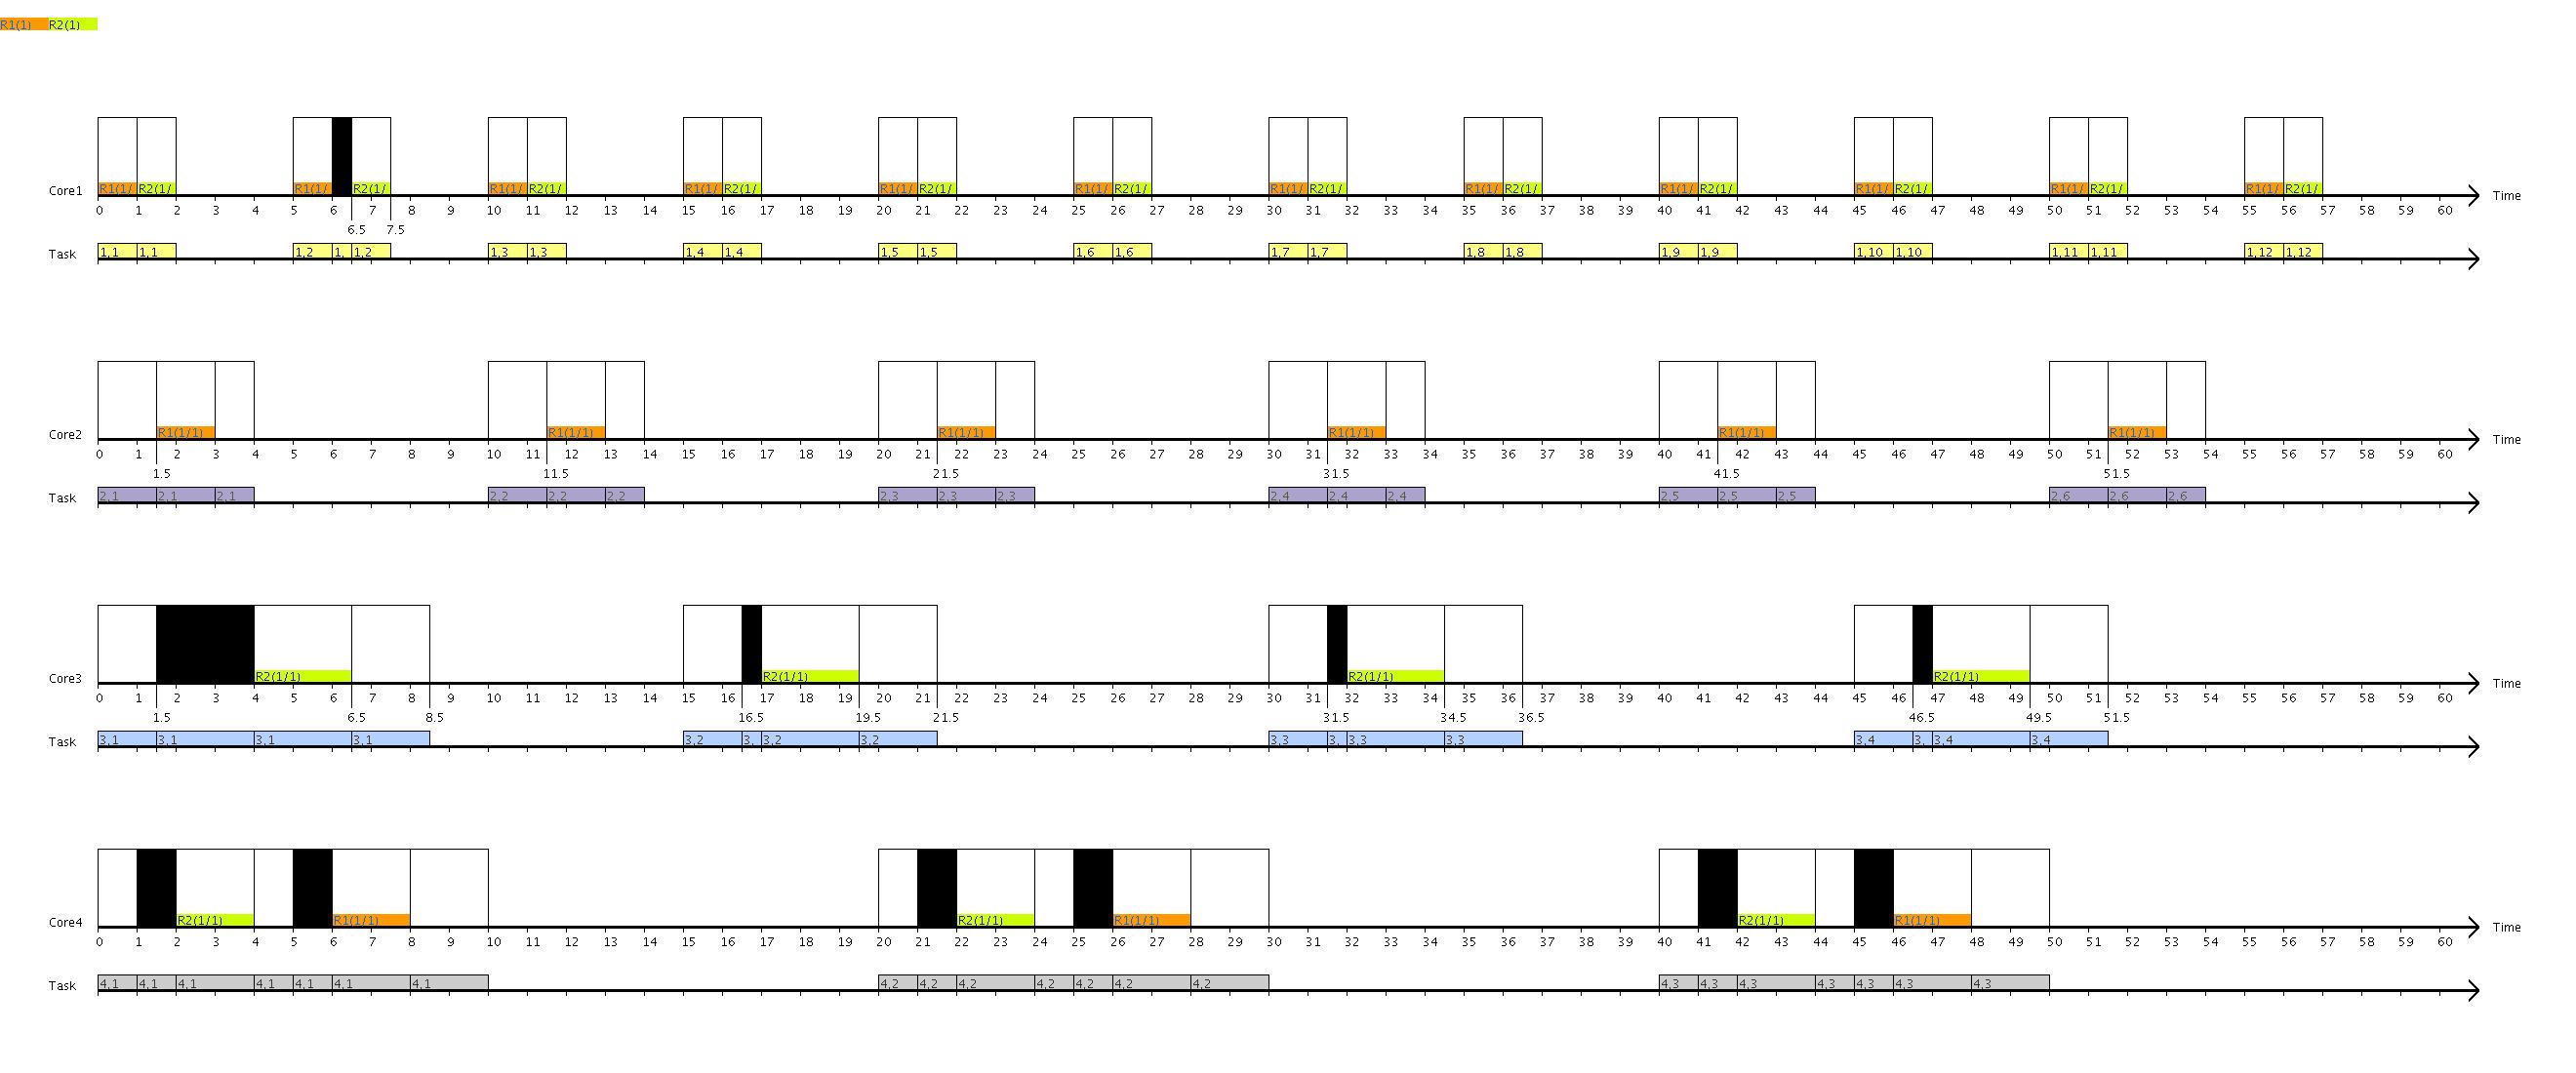 R1(1) R2(1)
R1(1/ R2(1/ R1(1/ R2(1/ R1(1/ R2(1/ R1(1/ R2(1/ R1(1/ R2(1/ R1(1/ R2(1/ R1(1/ R2(1/ R1(1/ R2(1/ R1(1/ R2(1/ R1(1/ R2(1/ R1(1/ R2(1/ R1(1/ R2(1/
Core1 Time
0 1 2 3 4 5 6 7 8 9 10 11 12 13 14 15 16 17 18 19 20 21 22 23 24 25 26 27 28 29 30 31 32 33 34 35 36 37 38 39 40 41 42 43 44 45 46 47 48 49 50 51 52 53 54 55 56 57 58 59 60
6.5 7.5
Task 1,1 1,1 1,2 1, 1,2 1,3 1,3 1,4 1,4 1,5 1,5 1,6 1,6 1,7 1,7 1,8 1,8 1,9 1,9 1,10 1,10 1,11 1,11 1,12 1,12
R1(1/1) R1(1/1) R1(1/1) R1(1/1) R1(1/1) R1(1/1)
Core2 Time
0 1 2 3 4 5 6 7 8 9 10 11 12 13 14 15 16 17 18 19 20 21 22 23 24 25 26 27 28 29 30 31 32 33 34 35 36 37 38 39 40 41 42 43 44 45 46 47 48 49 50 51 52 53 54 55 56 57 58 59 60
1.5 11.5 21.5 31.5 41.5 51.5
Task 2,1 2,1 2,1 2,2 2,2 2,2 2,3 2,3 2,3 2,4 2,4 2,4 2,5 2,5 2,5 2,6 2,6 2,6
R2(1/1) R2(1/1) R2(1/1) R2(1/1)
Core3 Time
0 1 2 3 4 5 6 7 8 9 10 11 12 13 14 15 16 17 18 19 20 21 22 23 24 25 26 27 28 29 30 31 32 33 34 35 36 37 38 39 40 41 42 43 44 45 46 47 48 49 50 51 52 53 54 55 56 57 58 59 60
1.5 6.5 8.5 16.5 19.5 21.5 31.5 34.5 36.5 46.5 49.5 51.5
Task 3,1 3,1 3,1 3,1 3,2 3, 3,2 3,2 3,3 3, 3,3 3,3 3,4 3, 3,4 3,4
R2(1/1) R1(1/1) R2(1/1) R1(1/1) R2(1/1) R1(1/1)
Core4 Time
0 1 2 3 4 5 6 7 8 9 10 11 12 13 14 15 16 17 18 19 20 21 22 23 24 25 26 27 28 29 30 31 32 33 34 35 36 37 38 39 40 41 42 43 44 45 46 47 48 49 50 51 52 53 54 55 56 57 58 59 60
Task 4,1 4,1 4,1 4,1 4,1 4,1 4,1 4,2 4,2 4,2 4,2 4,2 4,2 4,2 4,3 4,3 4,3 4,3 4,3 4,3 4,3